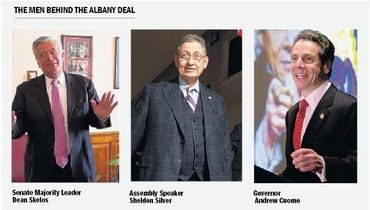 THE MEN BEHIND THE ALBANY DEAL
Senate Majority Leader
Dean Skelos
Assembly Speaker
Sheldon Silver
Governor
Andrew Cuomo